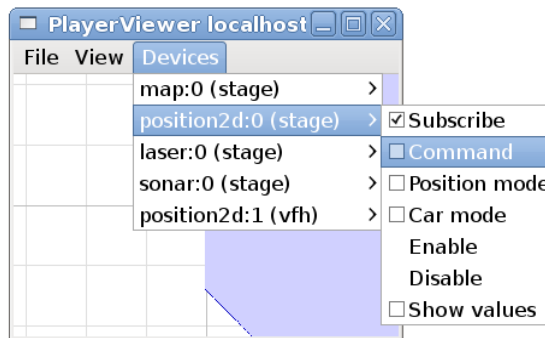 PlayerViewer localhost
File View Devices
map:0 (stage)
position2d:0 (stage)
laser:0 (stage)
sonar:0 (stage)
position2d:1 (vfh)
Subscribe
Command
Position mode
Car mode
Enable
Disable
Show values